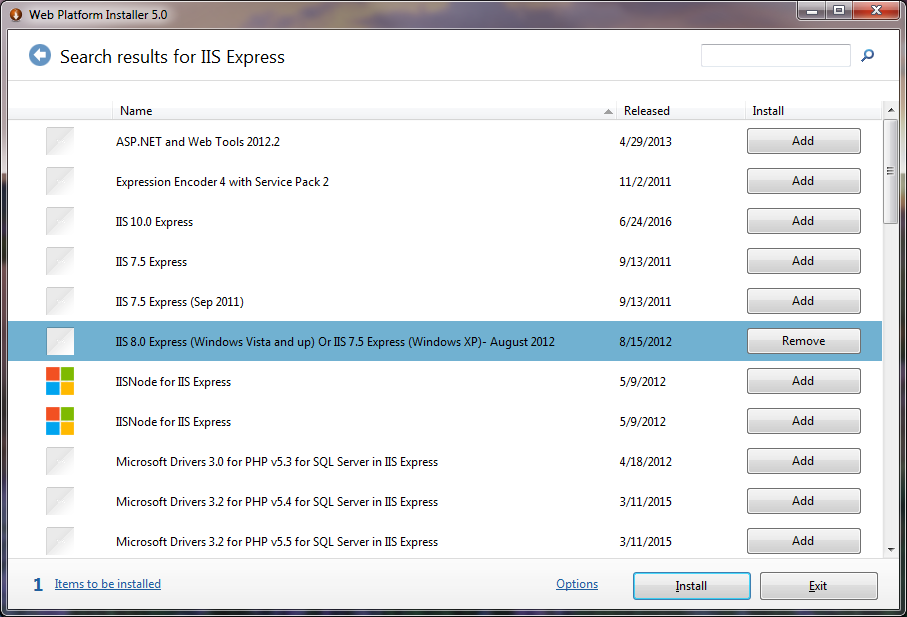 Web Platform Installer 5.0
Search results for IIS Express
Name Released Install
ASP.NET and Web Tools 2012.2 4/29/2013 Add
Expression Encoder 4 with Service Pack 2 11/2/2011 Add
IIS 10.0 Express 6/24/2016 Add
IIS 7.5 Express 9/13/2011 Add
IIS 7.5 Express (Sep 2011) 9/13/2011 Add
IIS 8.0 Express (Windows Vista and up) Or IIS 7.5 Express (Windows XP)- August 2012 8/15/2012 Remove
IISNode for IIS Express 5/9/2012 Add
IISNode for IIS Express 5/9/2012 Add
Microsoft Drivers 3.0 for PHP v5.3 for SQL Server in IIS Express 4/18/2012 Add
Microsoft Drivers 3.2 for PHP v5.4 for SQL Server in IIS Express 3/11/2015 Add
Microsoft Drivers 3.2 for PHP v5.5 for SQL Server in IIS Express 3/11/2015 Add
1 Items to be installed Options Install Exit